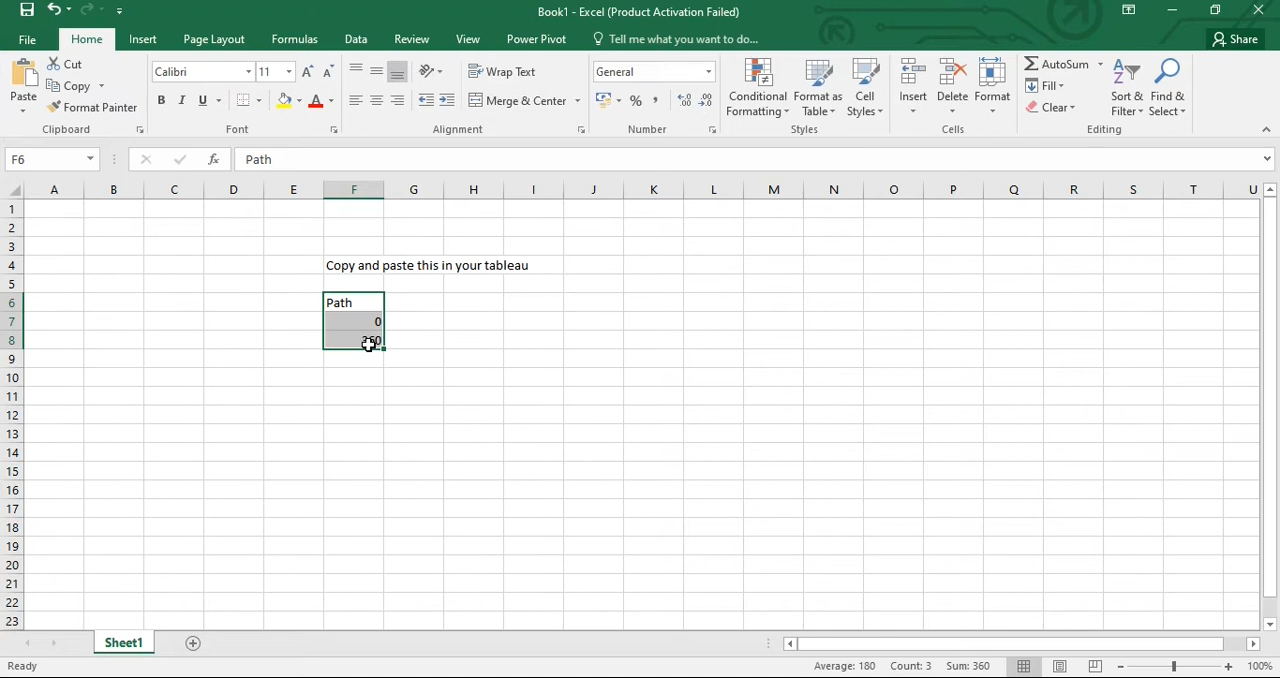 Book1 - Excel (Product Activation Failed)
File Home Insert Page Layout Formulas Data Review View Power Pivot Tell me what you want to do... Share
Paste Cut Copy Format Painter Clipboard
Calibri 11 A A B I U A Font
Wrap Text Merge & Center Alignment
General % , Number
Conditional Formatting Format as Table Cell Styles Styles
Insert Delete Format Cells
AutoSum Fill Clear Sort & Filter Find & Select Editing
F6 fx Path
A B C D E F G H I J K L M N O P Q R S T U
1
2
3
4 Copy and paste this in your tableau
5
6 Path
7 0
8 360
9
10
11
12
13
14
15
16
17
18
19
20
21
22
23
Sheet1
Ready Average: 180 Count: 3 Sum: 360 100%